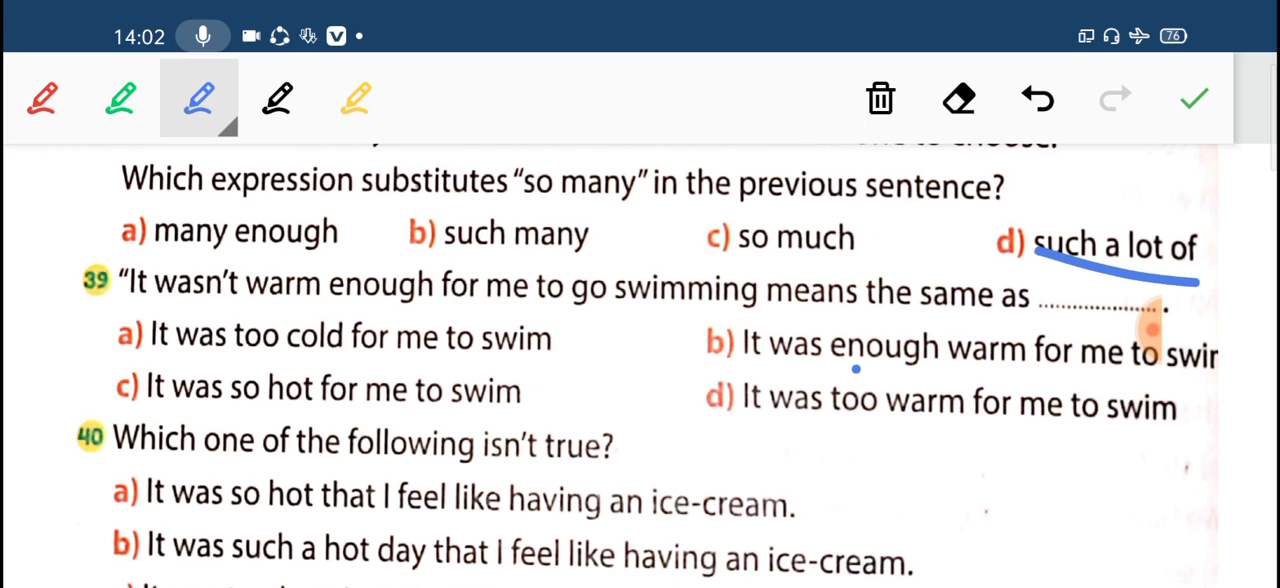 14:02 76
to choose.
Which expression substitutes “so many” in the previous sentence?
a) many enough b) such many c) so much d) such a lot of
39 “It wasn’t warm enough for me to go swimming means the same as .................... .
a) It was too cold for me to swim b) It was enough warm for me to swir
c) It was so hot for me to swim d) It was too warm for me to swim
40 Which one of the following isn’t true?
a) It was so hot that I feel like having an ice-cream.
b) It was such a hot day that I feel like having an ice-cream.